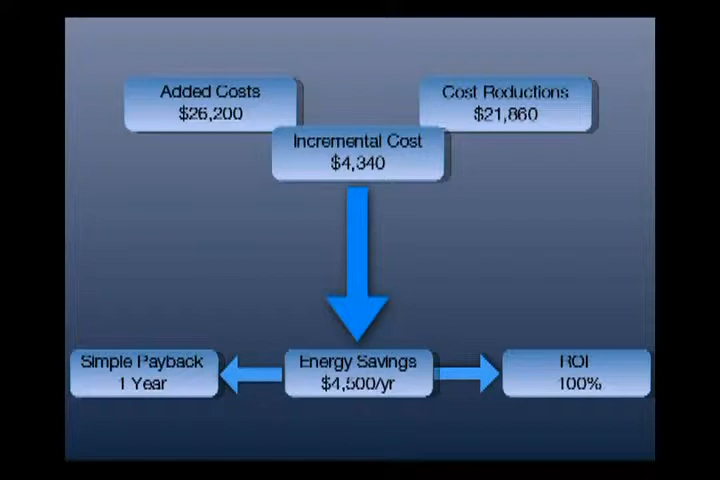 Added Costs
$26,200
Cost Reductions
$21,860
Incremental Cost
$4,340
Simple Payback
1 Year
Energy Savings
$4,500/yr
ROI
100%